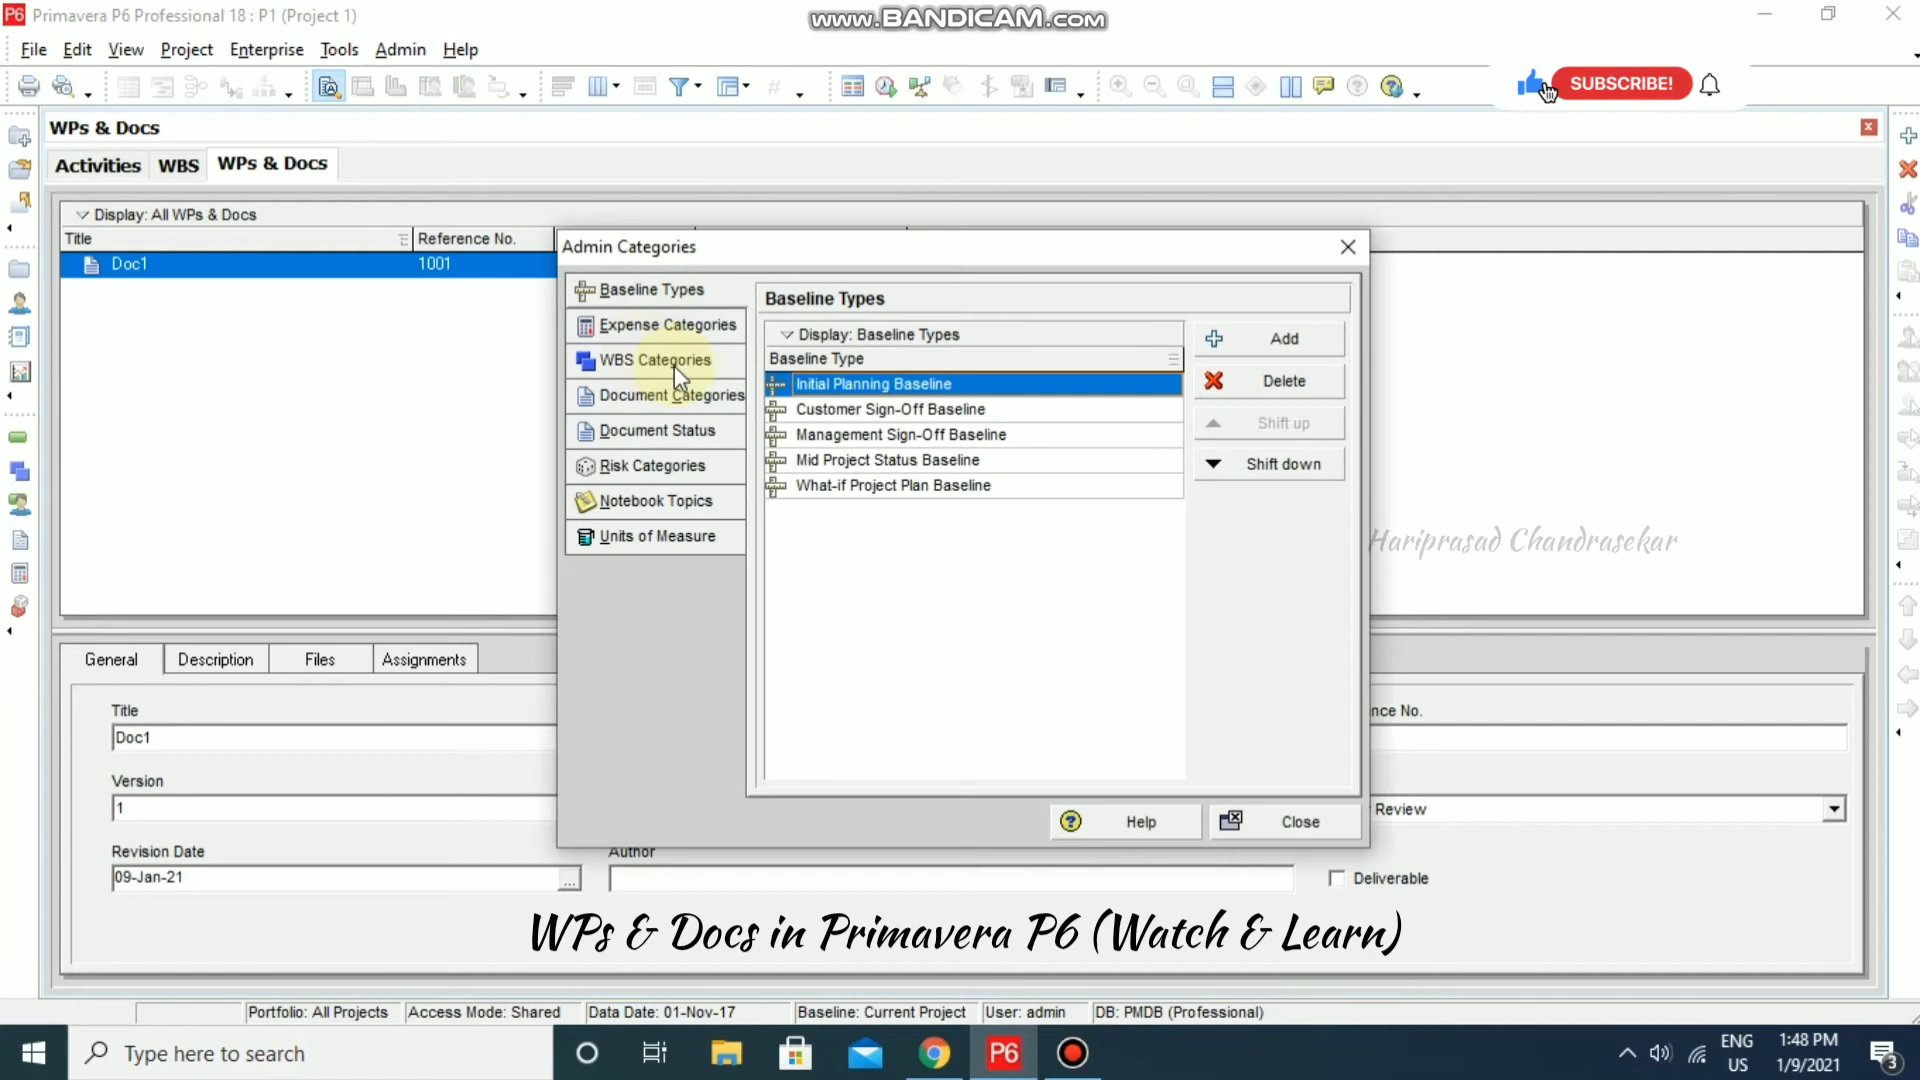 P6 Primavera P6 Professional 18 : P1 (Project 1)
www.BANDICAM.com
File Edit View Project Enterprise Tools Admin Help
SUBSCRIBE!
WPs & Docs
Activities WBS WPs & Docs
Display: All WPs & Docs
Title Reference No.
Doc1 1001
Admin Categories
Baseline Types
Expense Categories
WBS Categories
Document Categories
Document Status
Risk Categories
Notebook Topics
Units of Measure
Baseline Types
Display: Baseline Types
Baseline Type
Initial Planning Baseline
Customer Sign-Off Baseline
Management Sign-Off Baseline
Mid Project Status Baseline
What-if Project Plan Baseline
Add
Delete
Shift up
Shift down
Help Close
Hariprasad Chandrasekar
General Description Files Assignments
Title
Doc1
nce No.
Version
1
Review
Revision Date
09-Jan-21
...
Author
Deliverable
WPs & Docs in Primavera P6 (Watch & Learn)
Portfolio: All Projects Access Mode: Shared Data Date: 01-Nov-17 Baseline: Current Project User: admin DB: PMDB (Professional)
Type here to search
P6
ENG
US
1:48 PM
1/9/2021
3